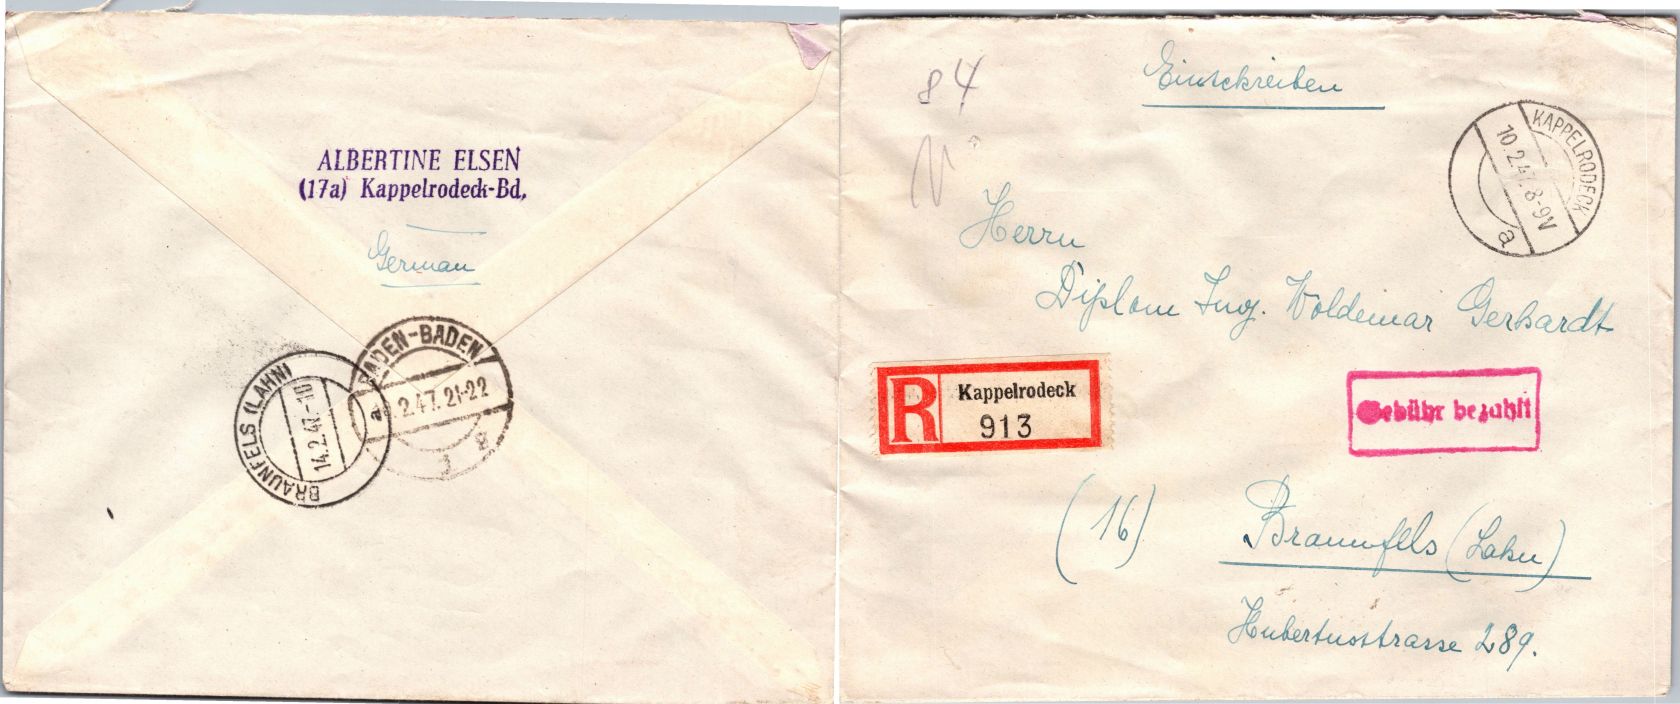 ALBERTINE ELSEN
(17a) Kappelrodeck-Bd.
German
BADEN-BADEN
2.47.21-22
a
g
BRAUNFELS (LAHN)
14.2.47.-10
a
84
No
Einschreiben
KAPPELRODECK
10.2.47.8-9V
a
Herrn
Diplom Ing. Woldemar Gerhardt
R
Kappelrodeck
913
Gebühr bezahlt
(16) Braunfels (Lahn)
Hubertusstrasse 289.